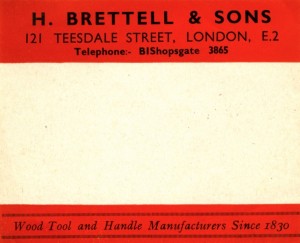 H. BRETTELL & SONS
121 TEESDALE STREET, LONDON, E.2
Telephone:- BIShopsgate 3865
Wood Tool and Handle Manufacturers Since 1830